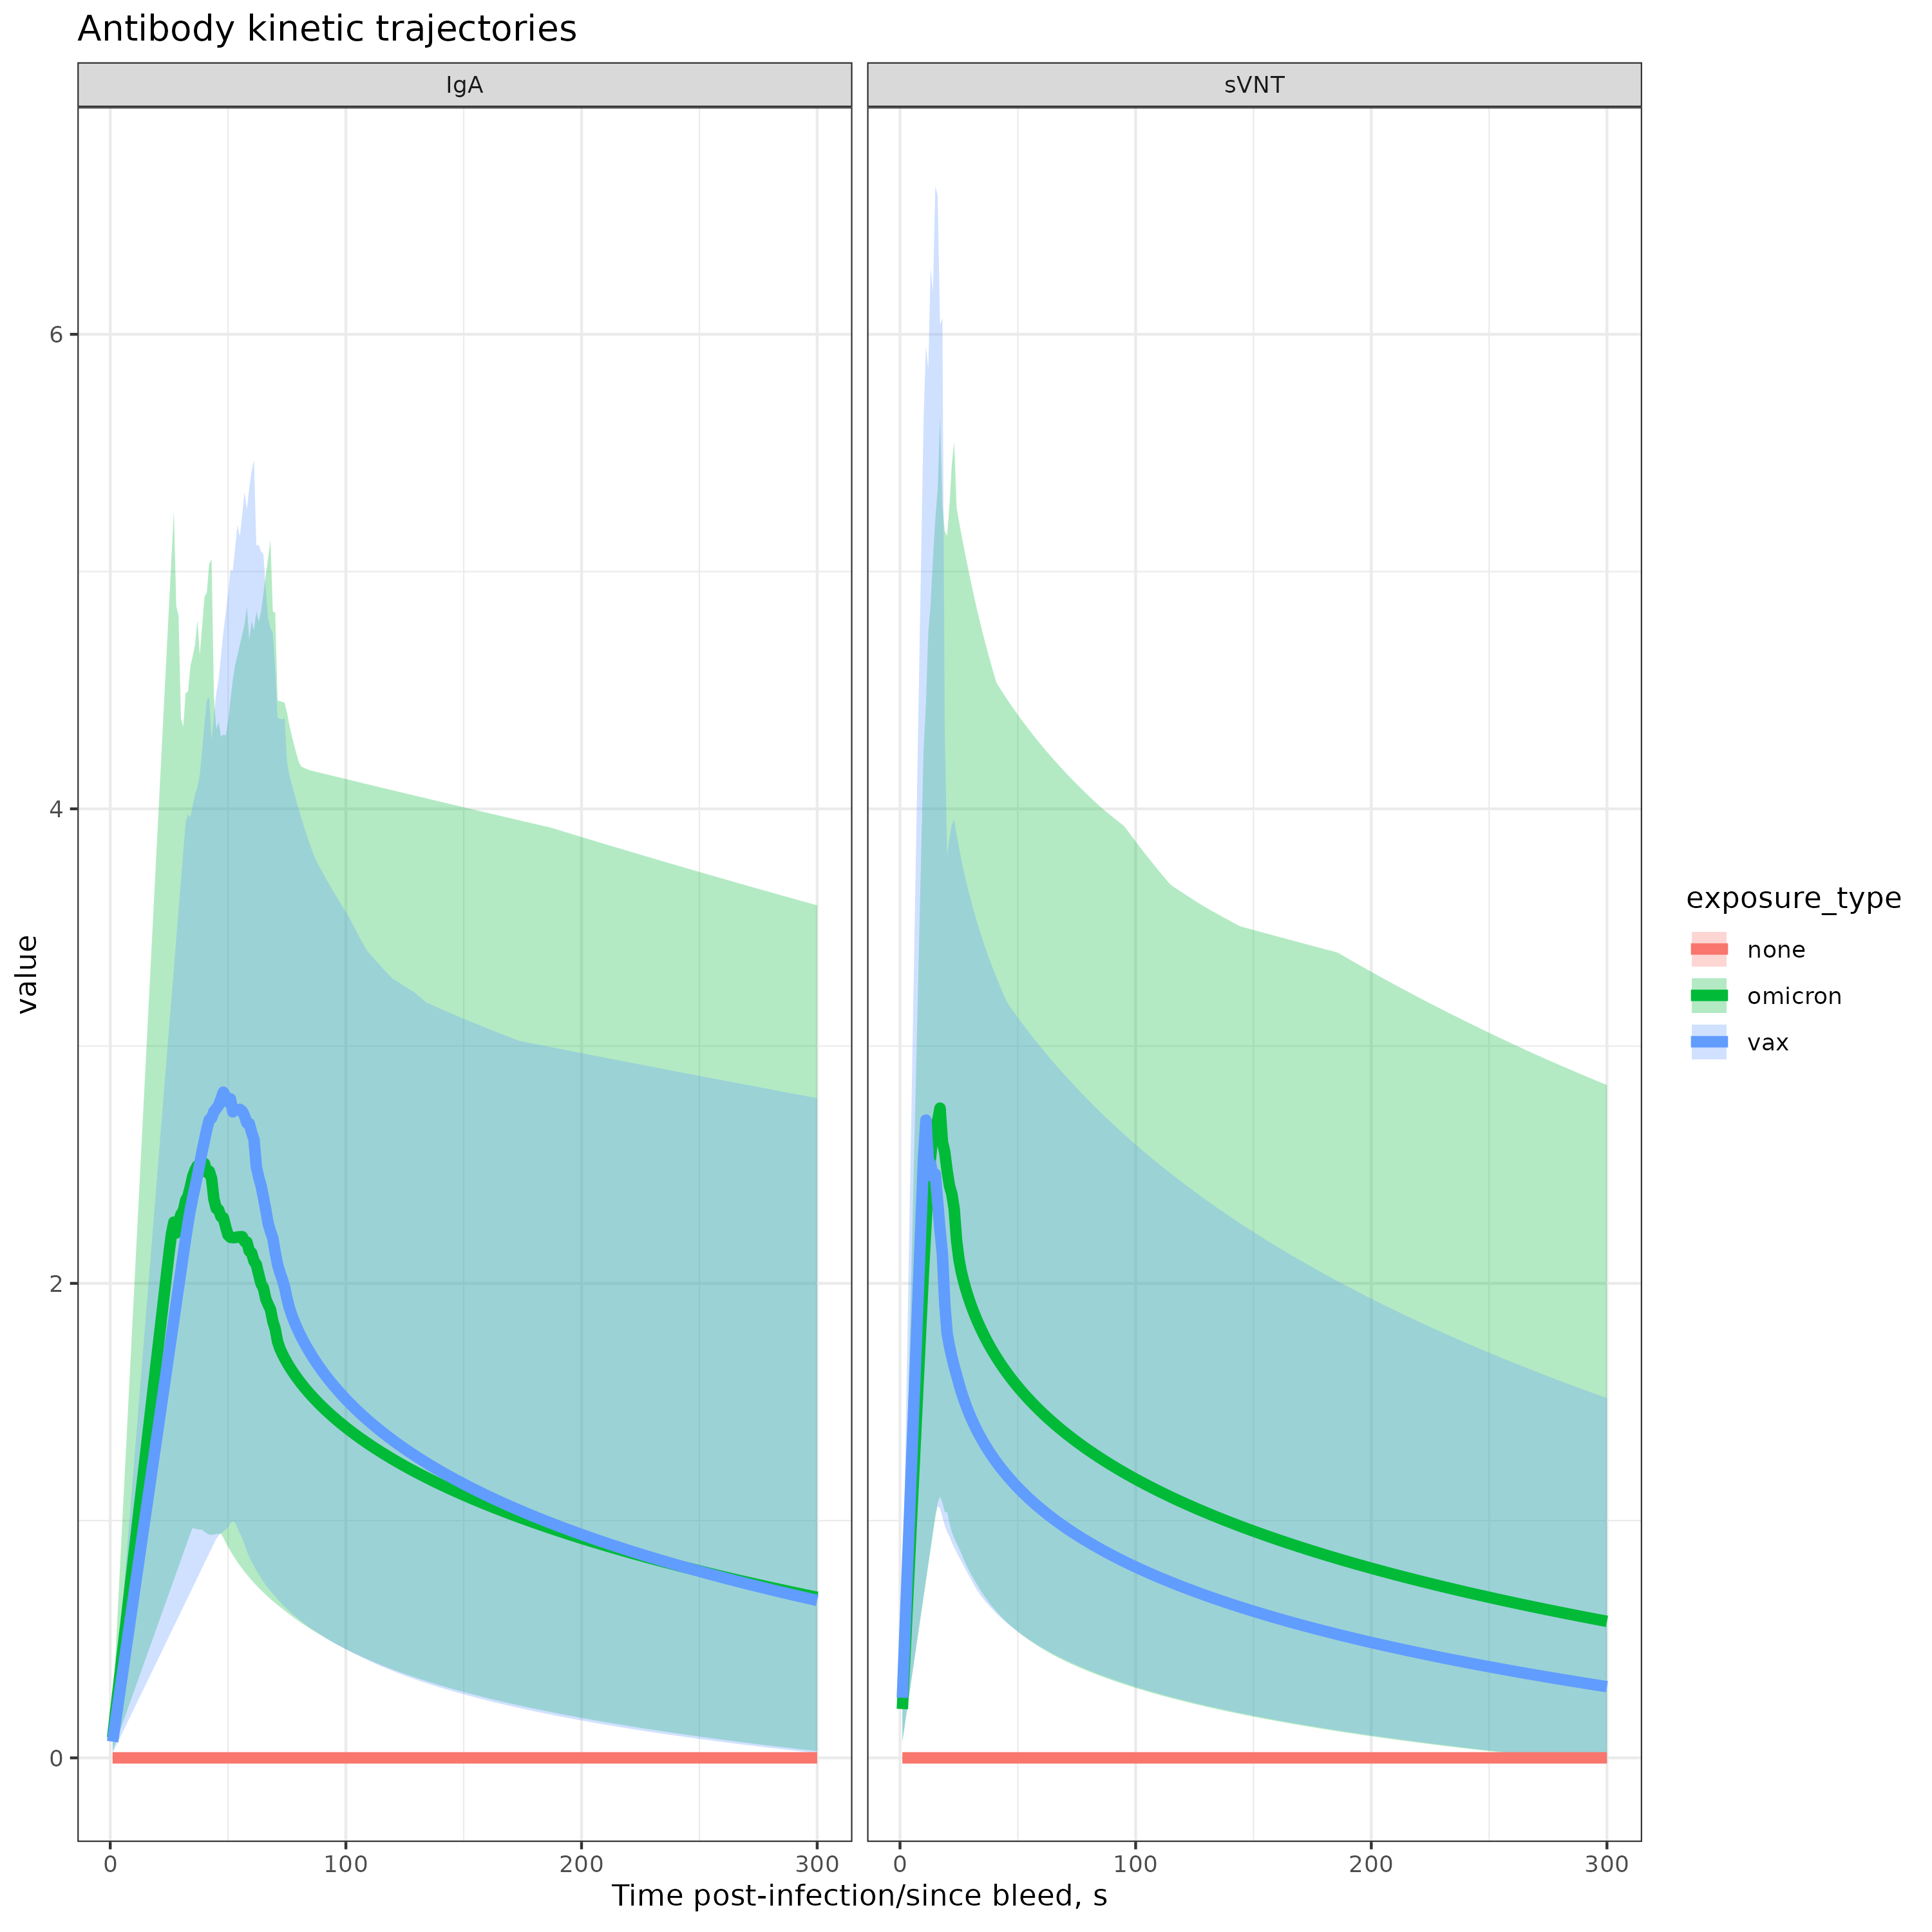 Antibody kinetic trajectories
IgA
sVNT
value
6
4
2
0
0
100
200
300
0
100
200
300
Time post-infection/since bleed, s
exposure_type
none
omicron
vax